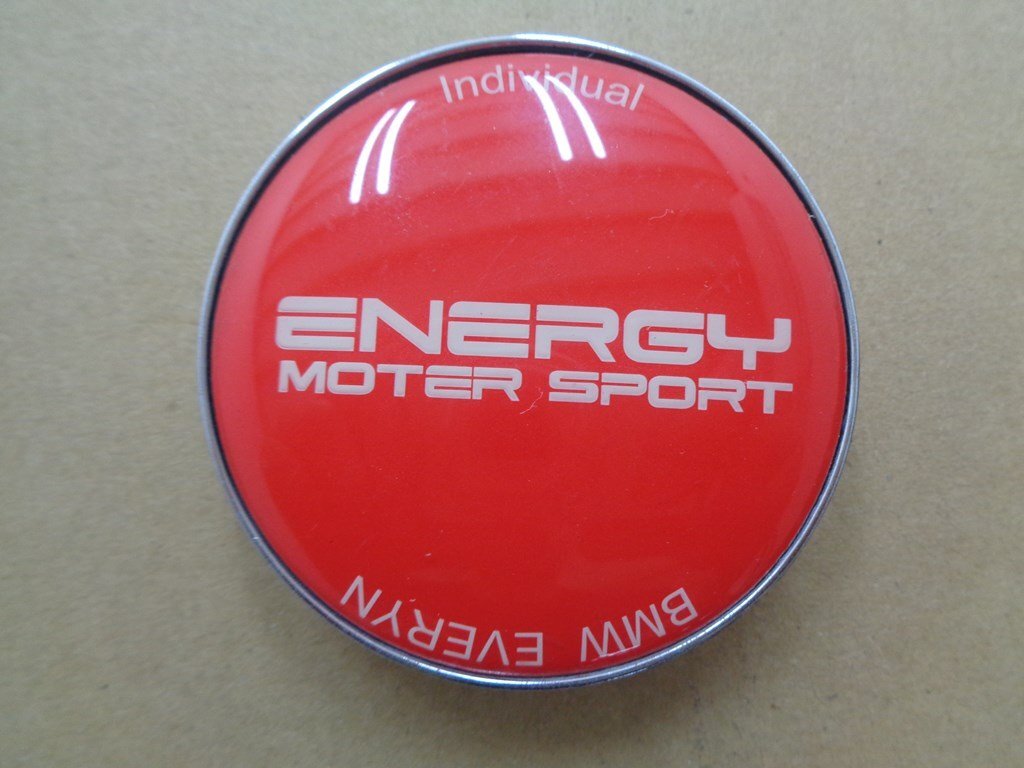 Individual
ENERGY
MOTER SPORT
BMW EVERYN